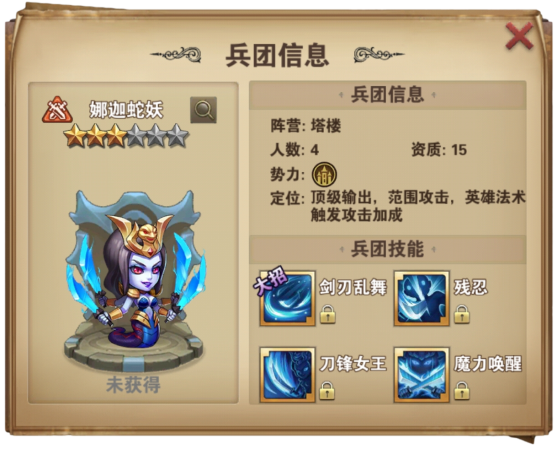 兵团信息
娜迦蛇妖
未获得
兵团信息
阵营: 塔楼
人数: 4 资质: 15
势力:
定位: 顶级输出, 范围攻击, 英雄法术
触发攻击加成
兵团技能
大招 剑刃乱舞 残忍
刀锋女王 魔力唤醒